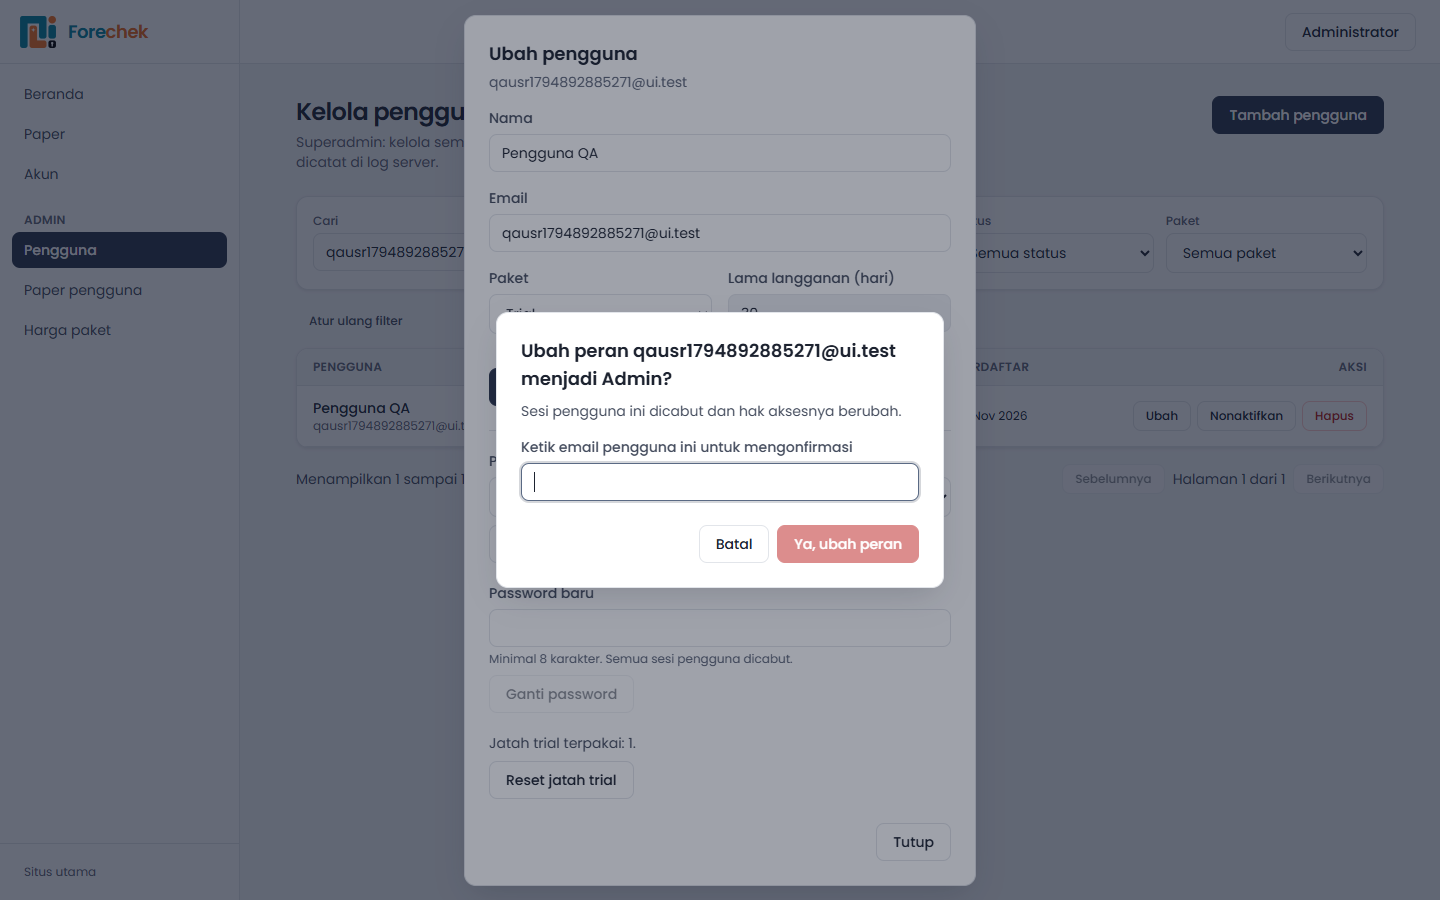 Forechek
Administrator
Beranda
Paper
Akun
ADMIN
Pengguna
Paper pengguna
Harga paket
Situs utama
Kelola penggu
Superadmin: kelola sem
dicatat di log server.
Tambah pengguna
Cari
qausr179489288527
tus
Semua status
Paket
Semua paket
Atur ulang filter
PENGGUNA
RDAFTAR
AKSI
Pengguna QA
qausr1794892885271@ui.t
Nov 2026
Ubah
Nonaktifkan
Hapus
Menampilkan 1 sampai 1
Sebelumnya
Halaman 1 dari 1
Berikutnya
Ubah pengguna
qausr1794892885271@ui.test
Nama
Pengguna QA
Email
qausr1794892885271@ui.test
Paket
Lama langganan (hari)
Trial
30
Ubah peran qausr1794892885271@ui.test
menjadi Admin?
Sesi pengguna ini dicabut dan hak aksesnya berubah.
Ketik email pengguna ini untuk mengonfirmasi
Batal
Ya, ubah peran
Password baru
Minimal 8 karakter. Semua sesi pengguna dicabut.
Ganti password
Jatah trial terpakai: 1.
Reset jatah trial
Tutup